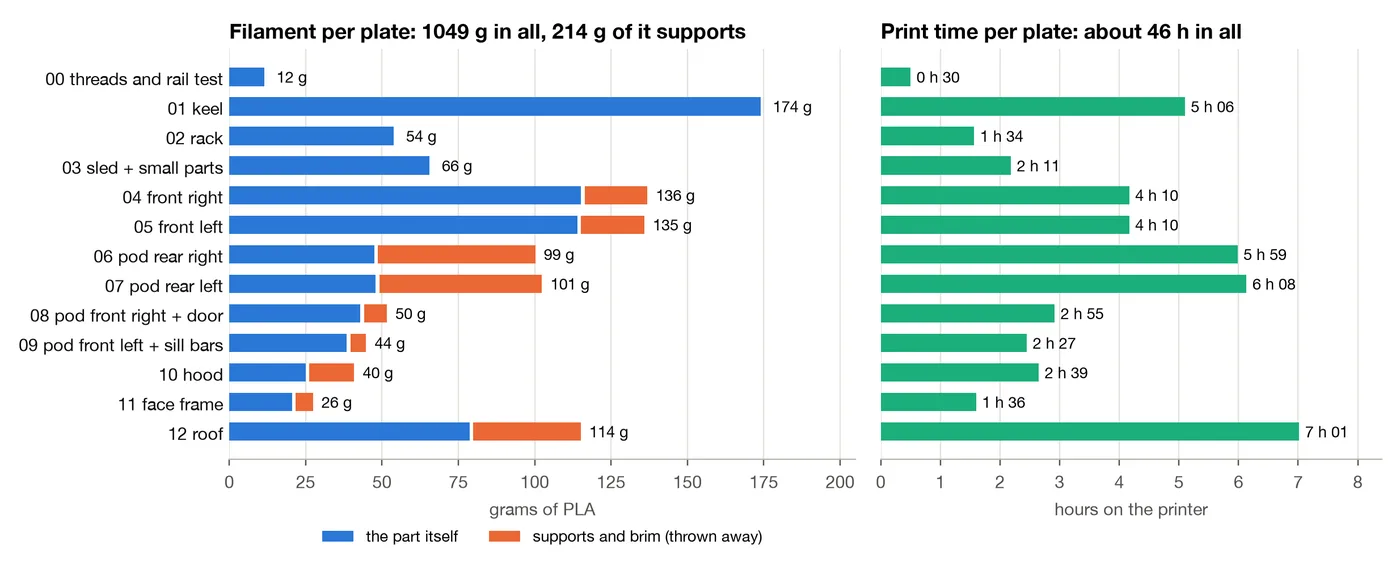 Filament per plate: 1049 g in all, 214 g of it supports
00 threads and rail test 12 g
01 keel 174 g
02 rack 54 g
03 sled + small parts 66 g
04 front right 136 g
05 front left 135 g
06 pod rear right 99 g
07 pod rear left 101 g
08 pod front right + door 50 g
09 pod front left + sill bars 44 g
10 hood 40 g
11 face frame 26 g
12 roof 114 g
0 25 50 75 100 125 150 175 200
grams of PLA
the part itself supports and brim (thrown away)
Print time per plate: about 46 h in all
0 h 30
5 h 06
1 h 34
2 h 11
4 h 10
4 h 10
5 h 59
6 h 08
2 h 55
2 h 27
2 h 39
1 h 36
7 h 01
0 1 2 3 4 5 6 7 8
hours on the printer